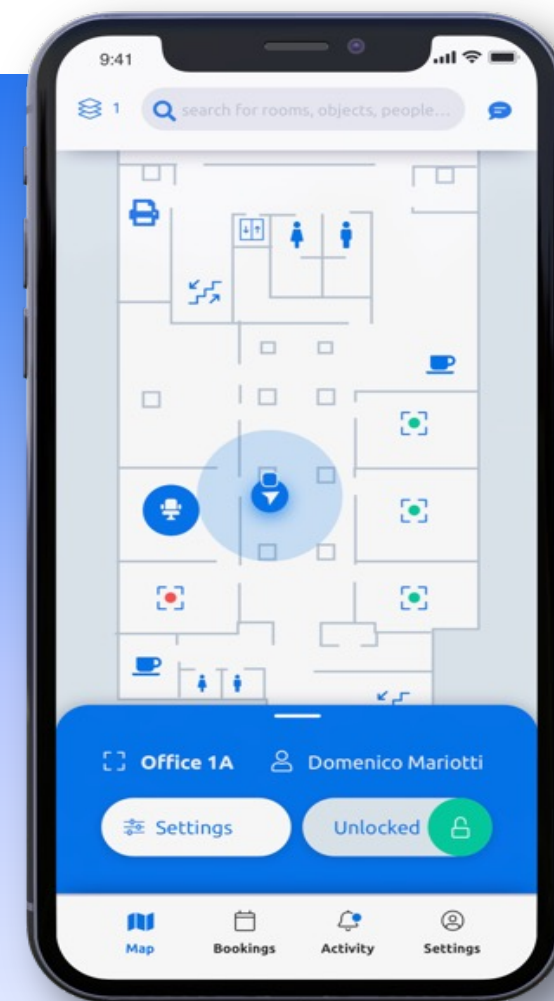 9:41
1
search for rooms, objects, people...
Office 1A
Domenico Mariotti
Settings
Unlocked
Map
Bookings
Activity
Settings